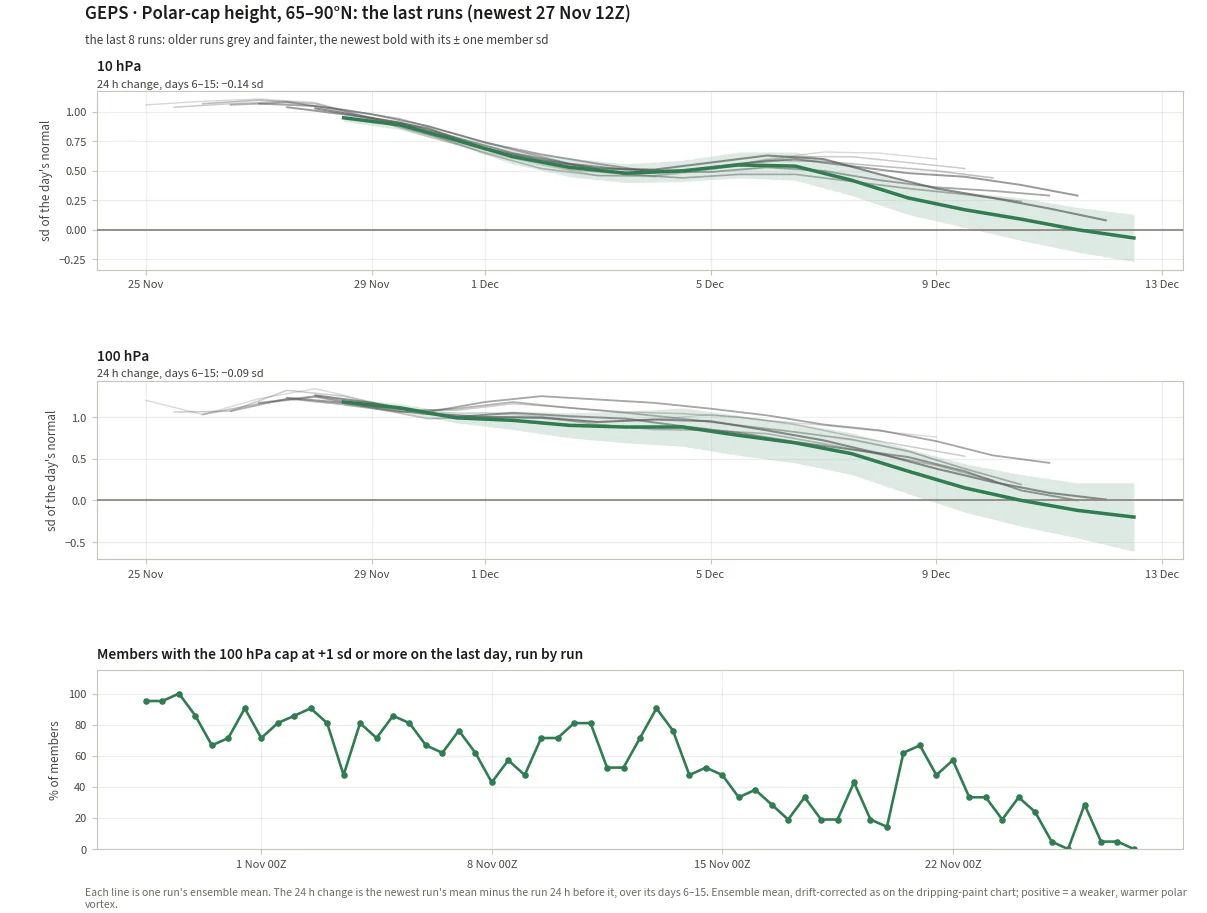 GEPS · Polar-cap height, 65–90°N: the last runs (newest 27 Nov 12Z)
the last 8 runs: older runs grey and fainter, the newest bold with its ± one member sd
10 hPa
24 h change, days 6–15: −0.14 sd
sd of the day's normal
1.00
0.75
0.50
0.25
0.00
−0.25
25 Nov 29 Nov 1 Dec 5 Dec 9 Dec 13 Dec
100 hPa
24 h change, days 6–15: −0.09 sd
sd of the day's normal
1.0
0.5
0.0
−0.5
25 Nov 29 Nov 1 Dec 5 Dec 9 Dec 13 Dec
Members with the 100 hPa cap at +1 sd or more on the last day, run by run
% of members
100
80
60
40
20
0
1 Nov 00Z 8 Nov 00Z 15 Nov 00Z 22 Nov 00Z
Each line is one run's ensemble mean. The 24 h change is the newest run's mean minus the run 24 h before it, over its days 6–15. Ensemble mean, drift-corrected as on the dripping-paint chart; positive = a weaker, warmer polar
vortex.